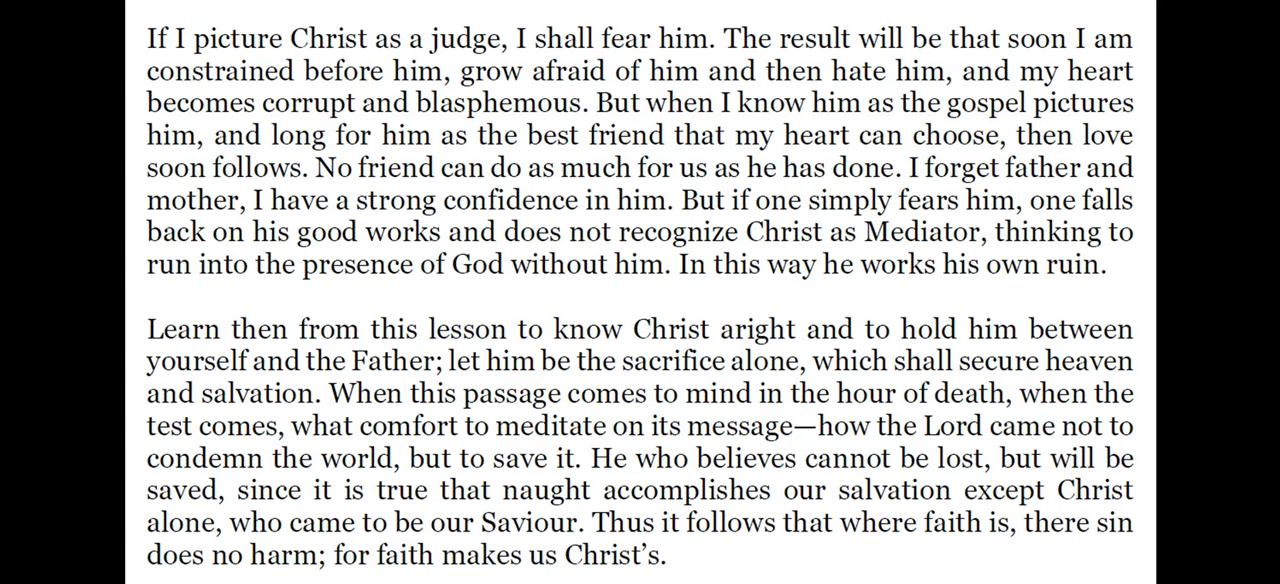 If I picture Christ as a judge, I shall fear him. The result will be that soon I am
constrained before him, grow afraid of him and then hate him, and my heart
becomes corrupt and blasphemous. But when I know him as the gospel pictures
him, and long for him as the best friend that my heart can choose, then love
soon follows. No friend can do as much for us as he has done. I forget father and
mother, I have a strong confidence in him. But if one simply fears him, one falls
back on his good works and does not recognize Christ as Mediator, thinking to
run into the presence of God without him. In this way he works his own ruin.

Learn then from this lesson to know Christ aright and to hold him between
yourself and the Father; let him be the sacrifice alone, which shall secure heaven
and salvation. When this passage comes to mind in the hour of death, when the
test comes, what comfort to meditate on its message—how the Lord came not to
condemn the world, but to save it. He who believes cannot be lost, but will be
saved, since it is true that naught accomplishes our salvation except Christ
alone, who came to be our Saviour. Thus it follows that where faith is, there sin
does no harm; for faith makes us Christ's.